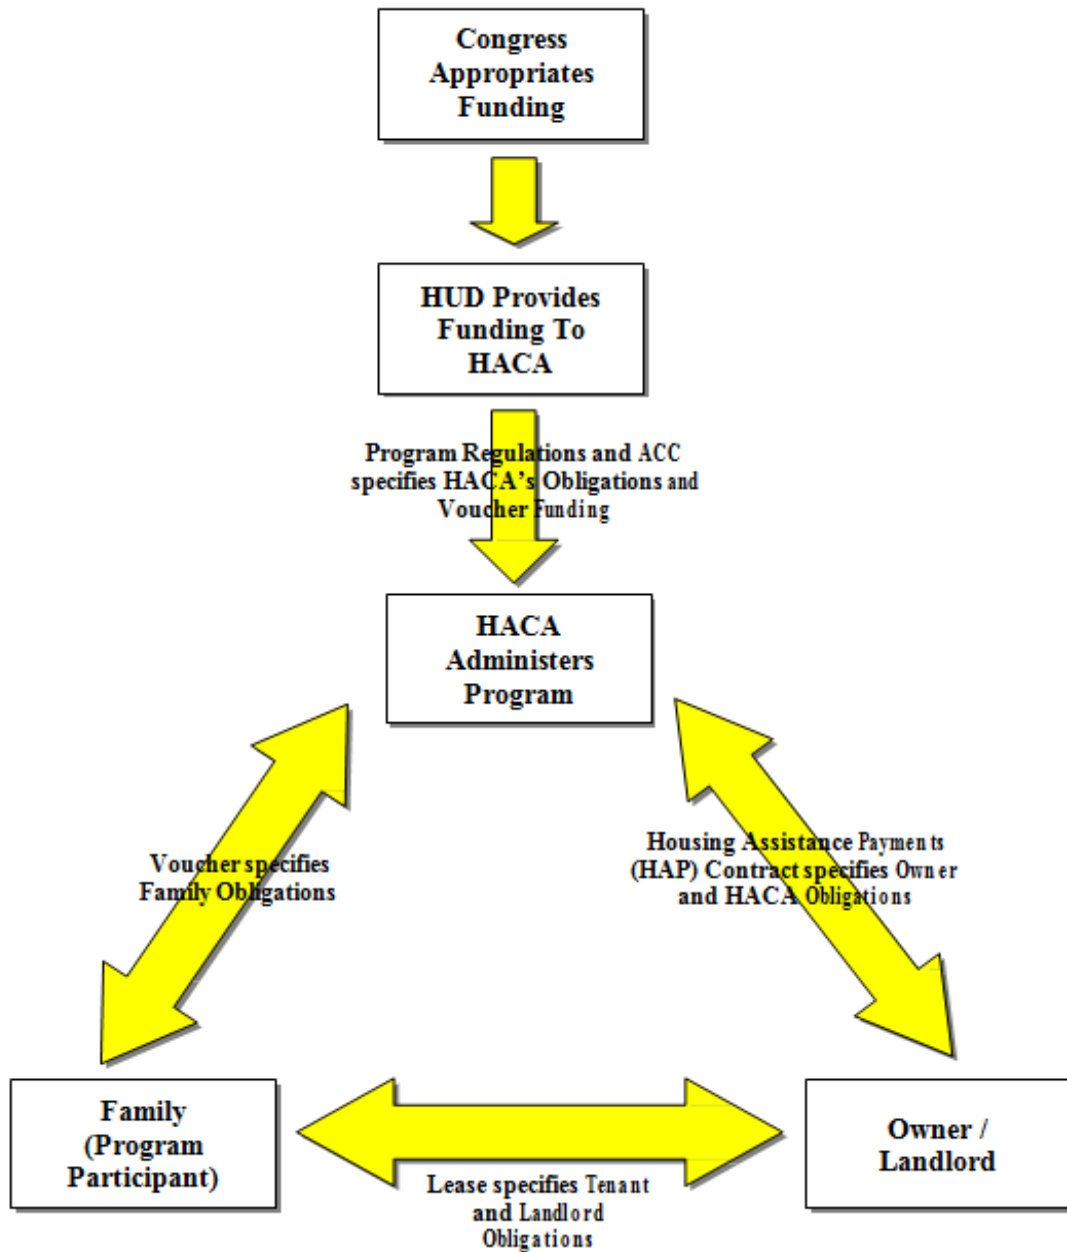 Congress
Appropriates
Funding
HUD Provides
Funding To
HACA
Program Regulations and ACC
specifies HACA's Obligations and
Voucher Funding
HACA
Administers
Program
Voucher specifies
Family Obligations
Housing Assistance Payments
(HAP) Contract specifies Owner
and HACA Obligations
Family
(Program
Participant)
Lease specifies Tenant
and Landlord
Obligations
Owner /
Landlord